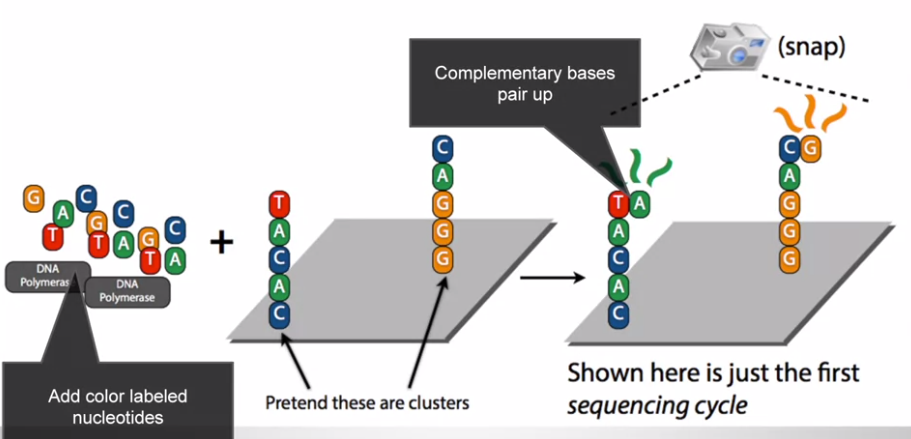 Complementary bases
pair up
(snap)
G
A
T
C
G
T
C
A
G
T
C
A
DNA
Polymerase
DNA
Polymerase
+
T
A
C
A
C
C
A
G
G
G
T A
A
C
A
C
C G
A
G
G
G
Add color labeled
nucleotides
Pretend these are clusters
Shown here is just the first
sequencing cycle